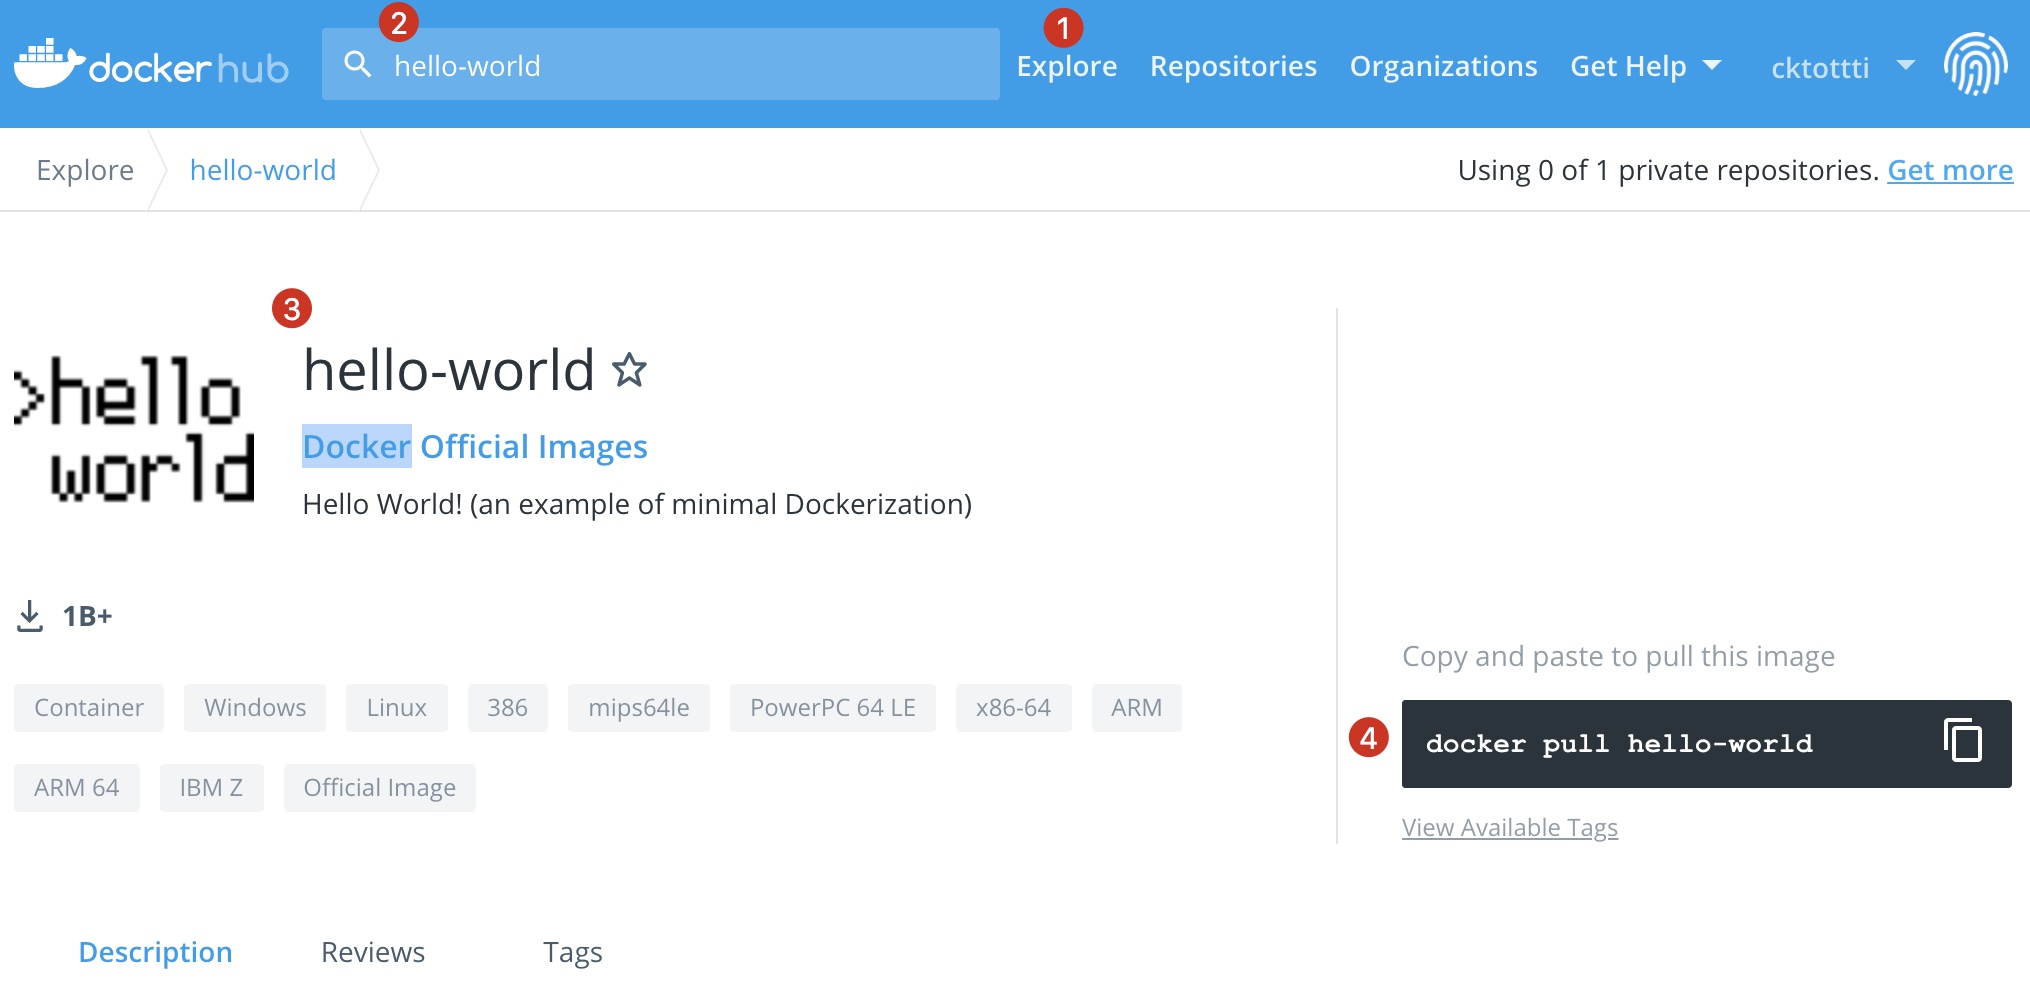 2
1
docker hub
hello-world
Explore Repositories Organizations Get Help cktottti
Explore hello-world
Using 0 of 1 private repositories. Get more
3
>hello
world
hello-world
Docker Official Images
Hello World! (an example of minimal Dockerization)
1B+
Container Windows Linux 386 mips64le PowerPC 64 LE x86-64 ARM
ARM 64 IBM Z Official Image
Copy and paste to pull this image
4
docker pull hello-world
View Available Tags
Description Reviews Tags